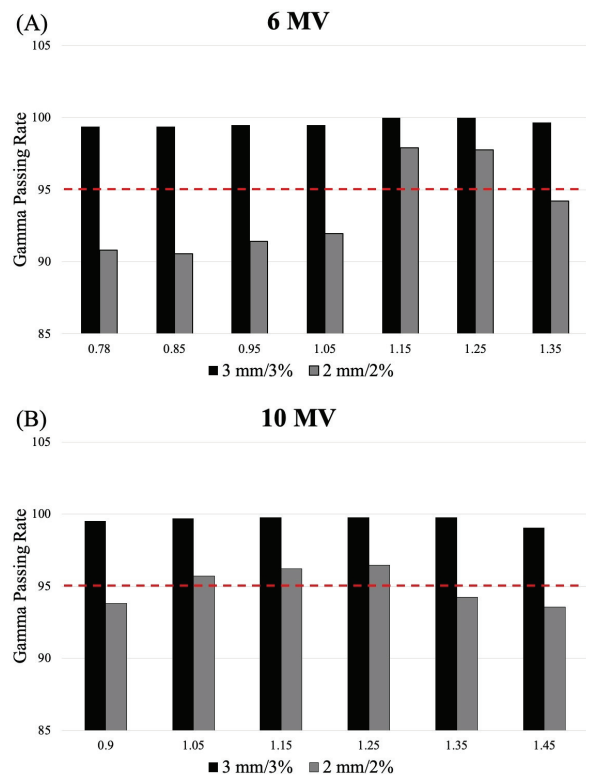 (A)
6 MV
105
100
95
90
85
Gamma Passing Rate
0.78 0.85 0.95 1.05 1.15 1.25 1.35
3 mm/3% 2 mm/2%
(B)
10 MV
105
100
95
90
85
Gamma Passing Rate
0.9 1.05 1.15 1.25 1.35 1.45
3 mm/3% 2 mm/2%